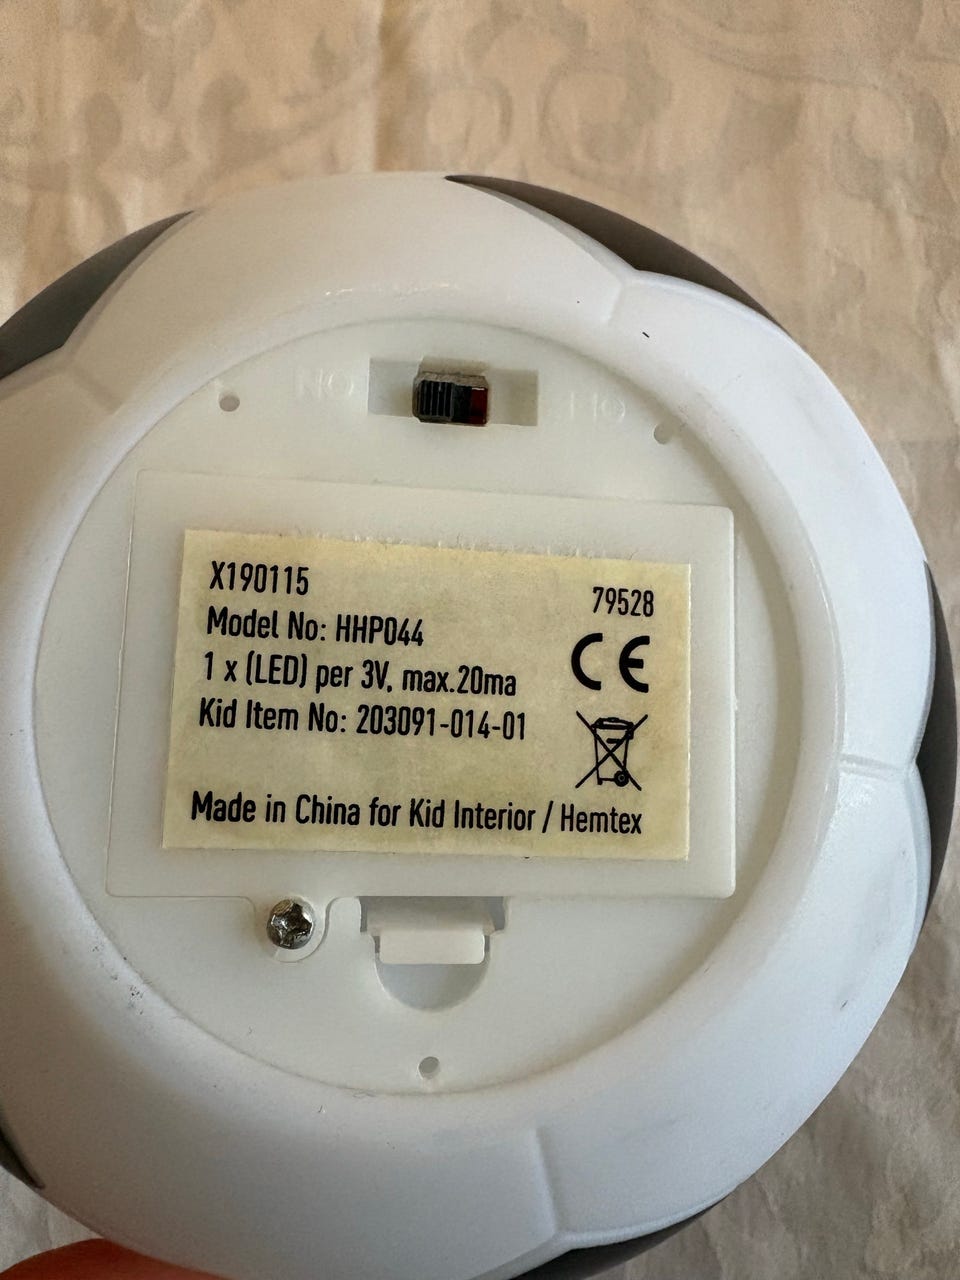 X190115
79528
Model No: HHP044
CE
1 x (LED) per 3V, max.20ma
Kid Item No: 203091-014-01
Made in China for Kid Interior / Hemtex